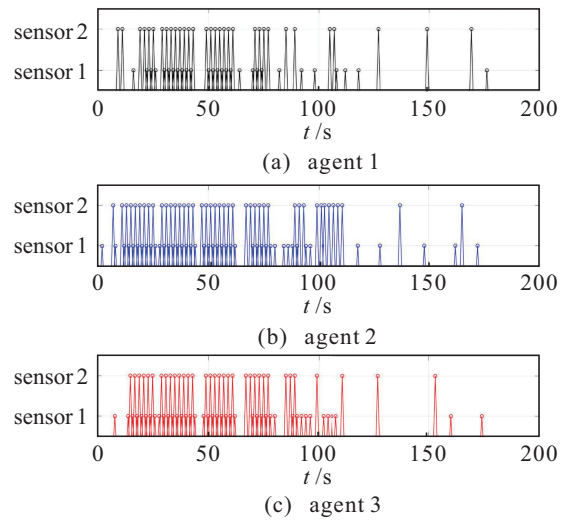 sensor 2
sensor 1
0 50 100 150 200
t/s
(a) agent 1
sensor 2
sensor 1
0 50 100 150 200
t/s
(b) agent 2
sensor 2
sensor 1
0 50 100 150 200
t/s
(c) agent 3